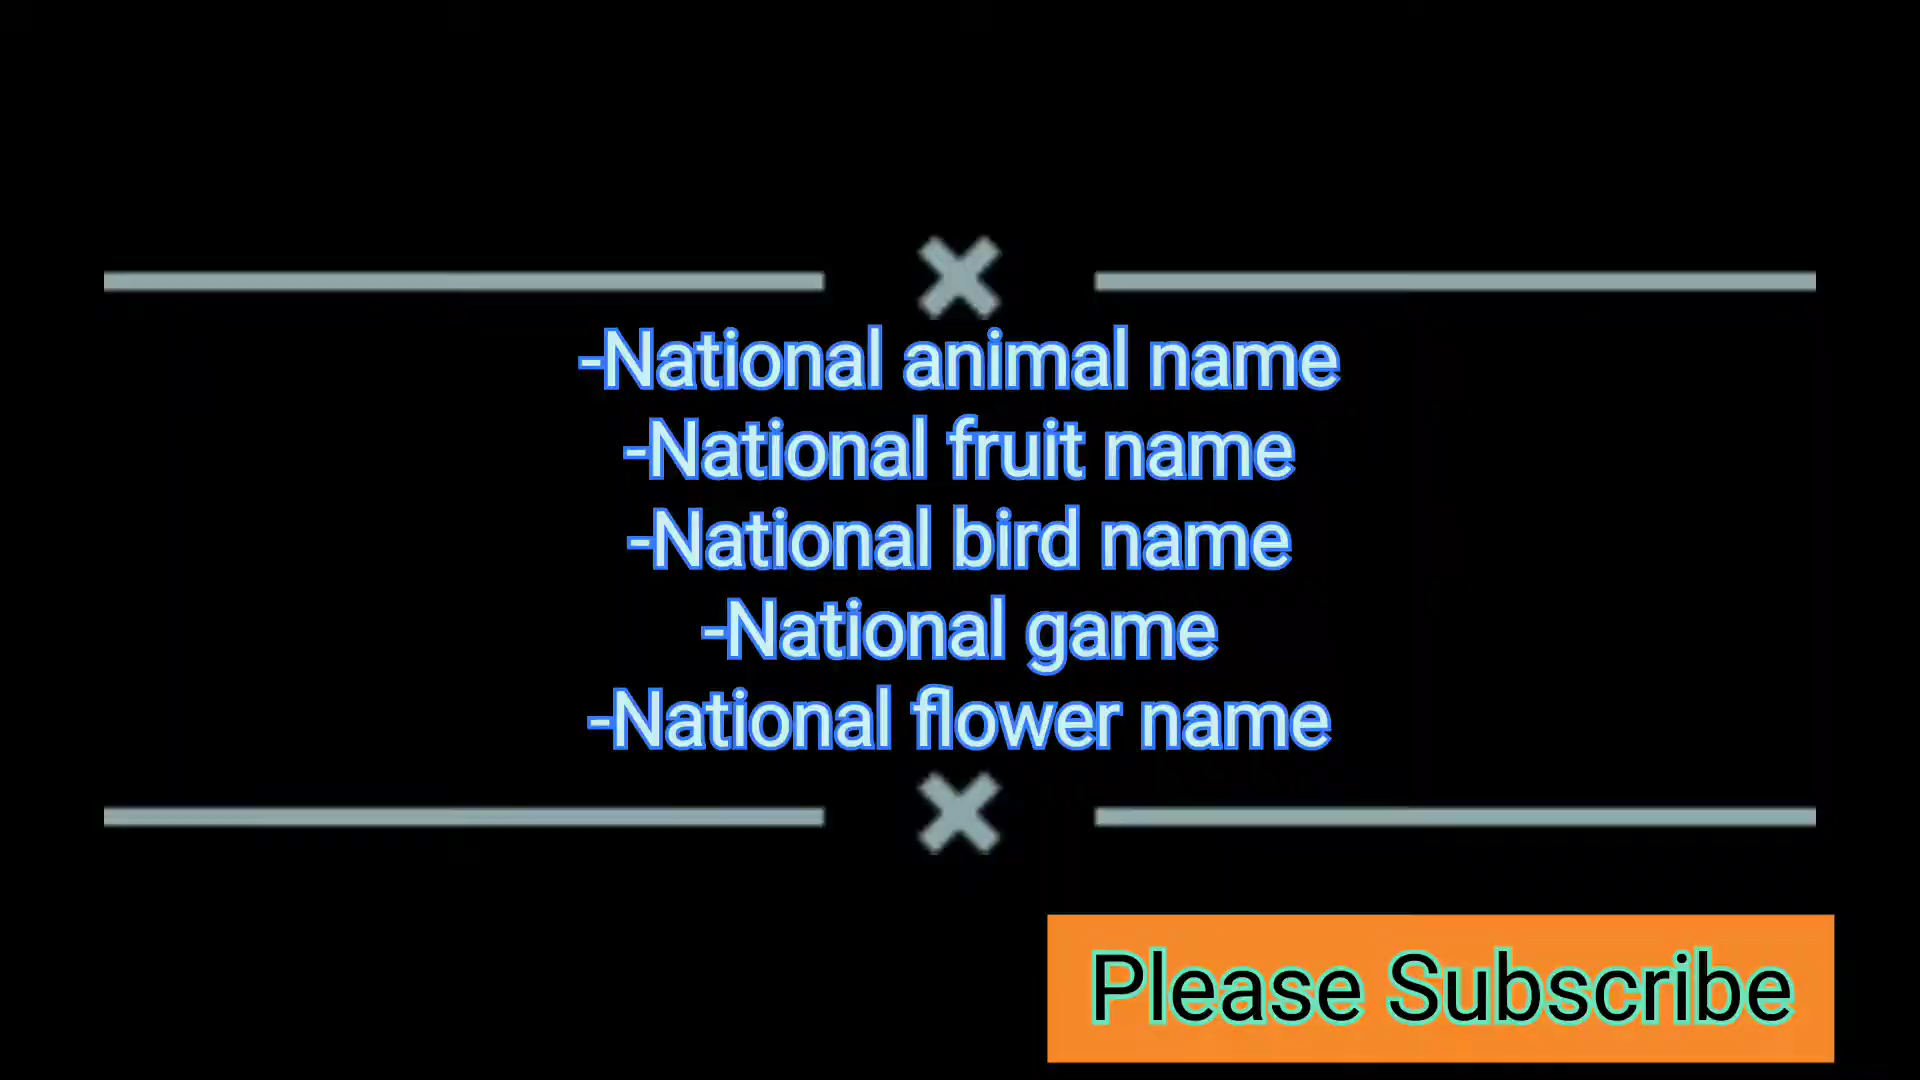 -National animal name
-National fruit name
-National bird name
-National game
-National flower name
Please Subscribe